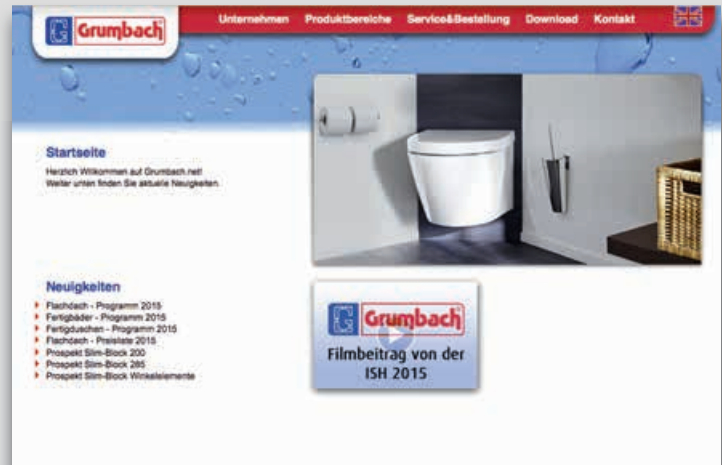 Grumbach
Unternehmen Produktbereiche Service&Bestellung Download Kontakt
Startseite
Herzlich Willkommen auf Grumbach.net!
Weiter unten finden Sie aktuelle Neuigkeiten.
Neuigkeiten
Flachdach - Programm 2015
Fertigbäder - Programm 2015
Fertigduschen - Programm 2015
Flachdach - Preisliste 2015
Prospekt Slim-Block 200
Prospekt Slim-Block 285
Prospekt Slim-Block Winkelelemente
Grumbach
Filmbeitrag von der
ISH 2015